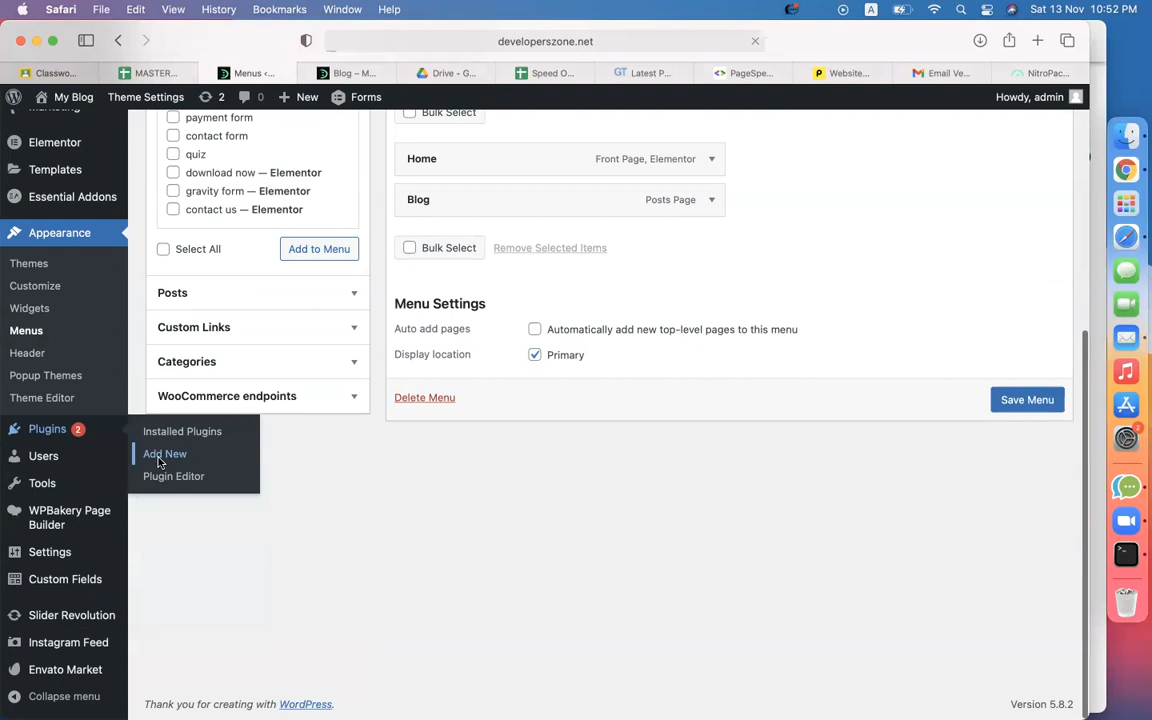 Safari File Edit View History Bookmarks Window Help
A
Sat 13 Nov 10:52 PM
developerszone.net
Classwo...
MASTER...
Menus ‹...
Blog – M...
Drive - G...
Speed O...
GT Latest P...
PageSpe...
Website...
Email Ve...
NitroPac...
My Blog
Theme Settings
2
0
New
Forms
Howdy, admin
Elementor
Templates
Essential Addons
Appearance
Themes
Customize
Widgets
Menus
Header
Popup Themes
Theme Editor
Plugins 2
Users
Tools
WPBakery Page
Builder
Settings
Custom Fields
Slider Revolution
Instagram Feed
Envato Market
Collapse menu
Installed Plugins
Add New
Plugin Editor
payment form
contact form
quiz
download now — Elementor
gravity form — Elementor
contact us — Elementor
Select All
Add to Menu
Posts
Custom Links
Categories
WooCommerce endpoints
Bulk Select
Home Front Page, Elementor
Blog Posts Page
Bulk Select Remove Selected Items
Menu Settings
Auto add pages Automatically add new top-level pages to this menu
Display location Primary
Delete Menu
Save Menu
Thank you for creating with WordPress.
Version 5.8.2
2